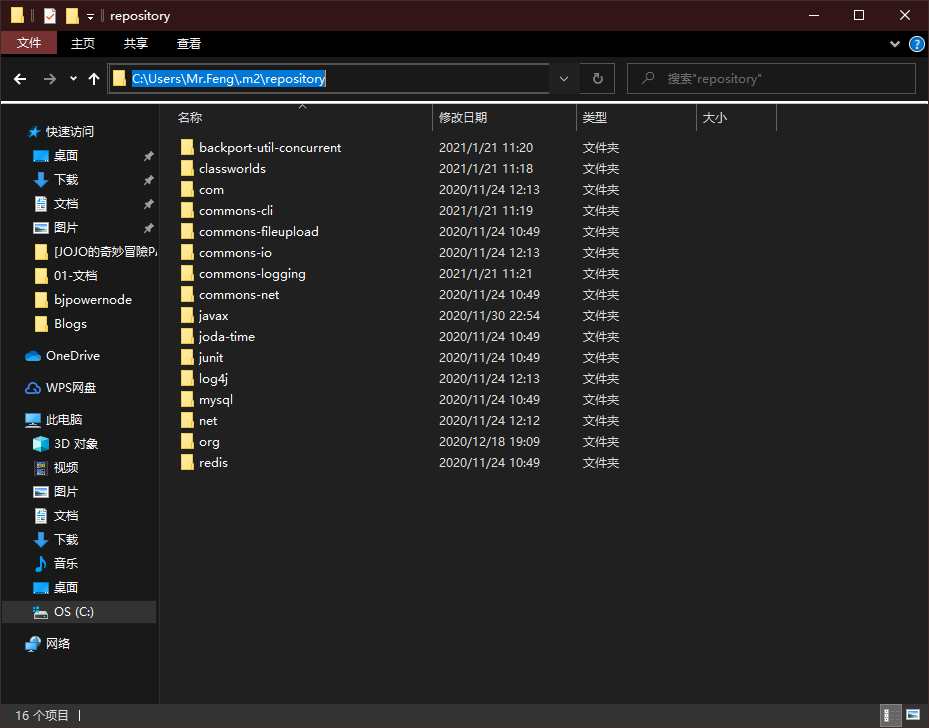 repository
文件 主页 共享 查看
C:\Users\Mr.Feng\.m2\repository
搜索"repository"
名称 修改日期 类型 大小
快速访问
桌面
下载
文档
图片
[JOJO的奇妙冒險PA
01-文档
bjpowernode
Blogs
OneDrive
WPS网盘
此电脑
3D 对象
视频
图片
文档
下载
音乐
桌面
OS (C:)
网络
backport-util-concurrent 2021/1/21 11:20 文件夹
classworlds 2021/1/21 11:18 文件夹
com 2020/11/24 12:13 文件夹
commons-cli 2021/1/21 11:19 文件夹
commons-fileupload 2020/11/24 10:49 文件夹
commons-io 2020/11/24 12:13 文件夹
commons-logging 2021/1/21 11:21 文件夹
commons-net 2020/11/24 10:49 文件夹
javax 2020/11/30 22:54 文件夹
joda-time 2020/11/24 10:49 文件夹
junit 2020/11/24 10:49 文件夹
log4j 2020/11/24 12:13 文件夹
mysql 2020/11/24 10:49 文件夹
net 2020/11/24 12:12 文件夹
org 2020/12/18 19:09 文件夹
redis 2020/11/24 10:49 文件夹
16 个项目